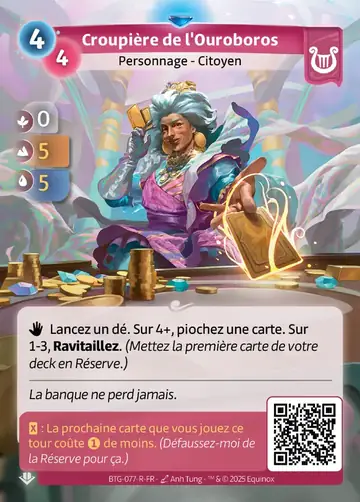 4
4
Croupière de l'Ouroboros
Personnage - Citoyen
0
5
5
Lancez un dé. Sur 4+, piochez une carte. Sur
1-3, Ravitaillez. (Mettez la première carte de votre
deck en Réserve.)
La banque ne perd jamais.
X : La prochaine carte que vous jouez ce
tour coûte 1 de moins. (Défaussez-moi de
la Réserve pour ça.)
BTG-077-R-FR - Anh Tung - ™ & © 2025 Equinox